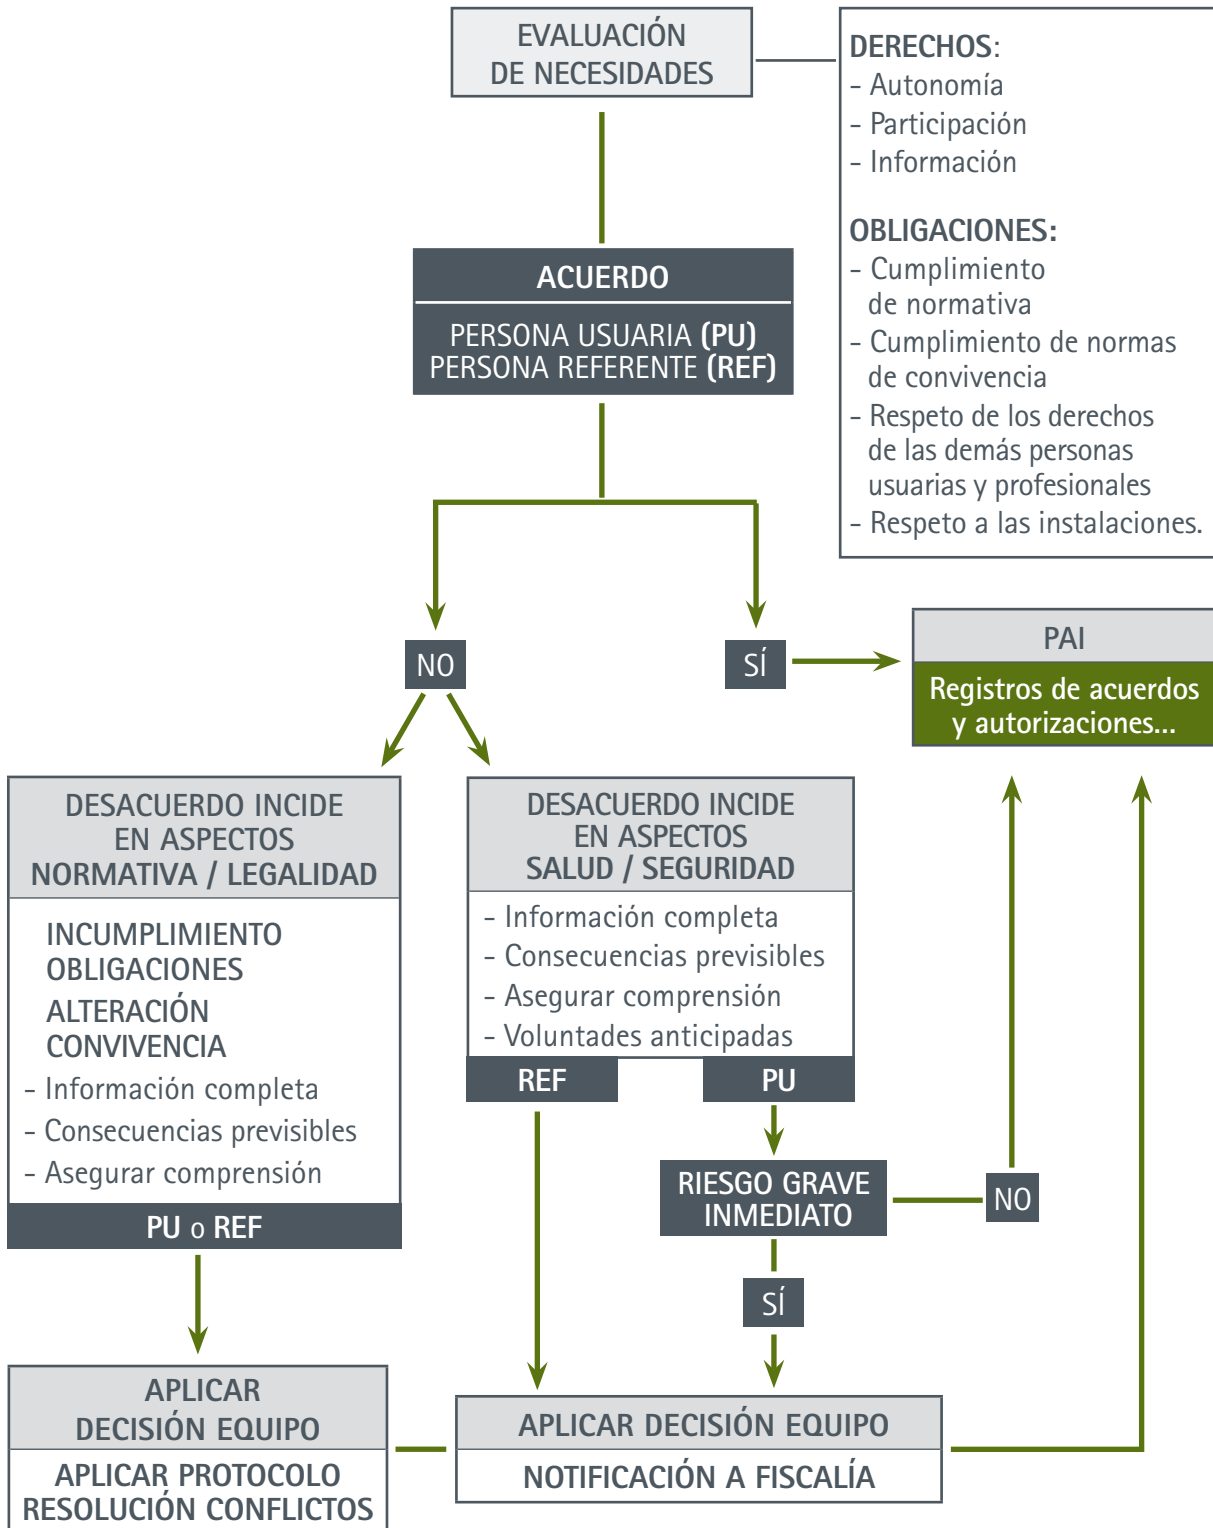 EVALUACIÓN
DE NECESIDADES
DERECHOS:
- Autonomía
- Participación
- Información
OBLIGACIONES:
- Cumplimiento
de normativa
- Cumplimiento de normas
de convivencia
- Respeto de los derechos
de las demás personas
usuarias y profesionales
- Respeto a las instalaciones.
ACUERDO
PERSONA USUARIA (PU)
PERSONA REFERENTE (REF)
NO
SÍ
PAI
Registros de acuerdos
y autorizaciones...
DESACUERDO INCIDE
EN ASPECTOS
NORMATIVA / LEGALIDAD
INCUMPLIMIENTO
OBLIGACIONES
ALTERACIÓN
CONVIVENCIA
- Información completa
- Consecuencias previsibles
- Asegurar comprensión
PU o REF
DESACUERDO INCIDE
EN ASPECTOS
SALUD / SEGURIDAD
- Información completa
- Consecuencias previsibles
- Asegurar comprensión
- Voluntades anticipadas
REF
PU
RIESGO GRAVE
INMEDIATO
NO
SÍ
APLICAR
DECISIÓN EQUIPO
APLICAR PROTOCOLO
RESOLUCIÓN CONFLICTOS
APLICAR DECISIÓN EQUIPO
NOTIFICACIÓN A FISCALÍA